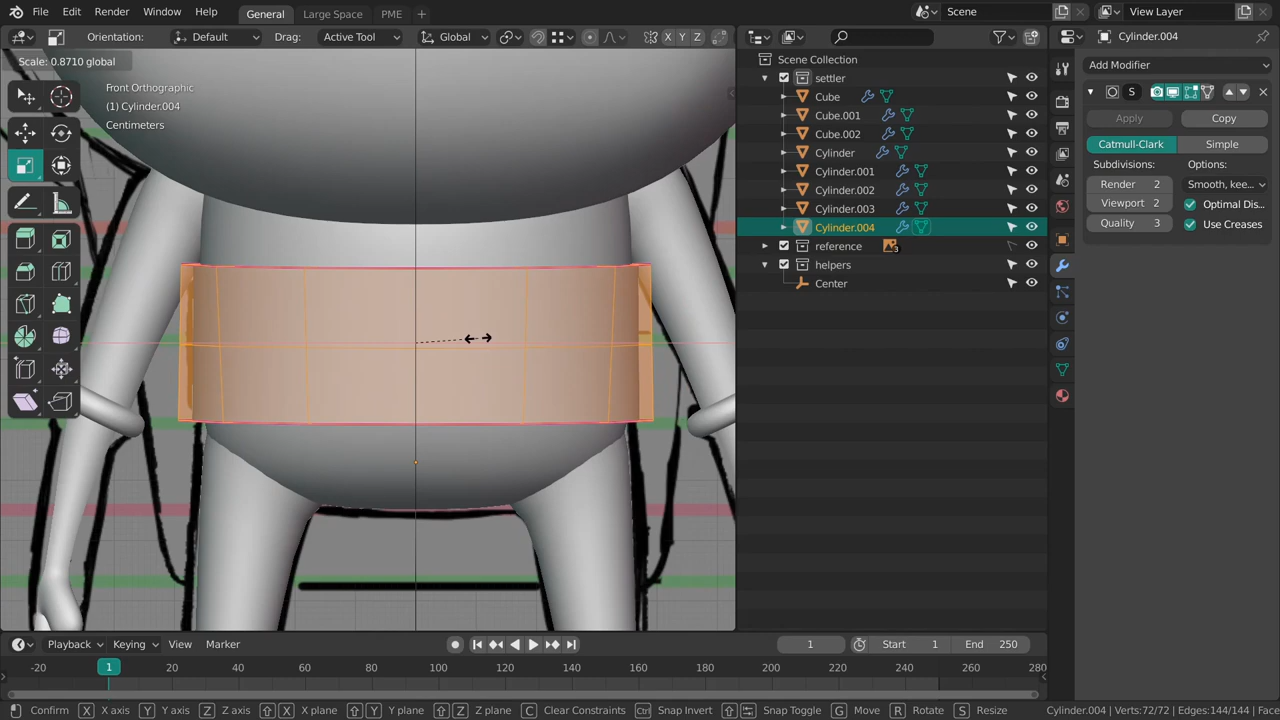 File Edit Render Window Help General Large Space PME Scene View Layer
Orientation: Default Drag: Active Tool Global X Y Z Cylinder.004
Scale: 0.8710 global Scene Collection Add Modifier
Front Orthographic settler
(1) Cylinder.004 Cube S
Centimeters Cube.001 Apply Copy
Cube.002
Cylinder Catmull-Clark Simple
Cylinder.001 Subdivisions: Options:
Cylinder.002 Render 2 Smooth, kee...
Cylinder.003 Viewport 2 Optimal Dis...
Cylinder.004 Quality 3 Use Creases
reference 3
helpers
Center
Playback Keying View Marker 1 Start 1 End 250
-20 1 20 40 60 80 100 120 140 160 180 200 220 240 260 280
Confirm X X axis Y Y axis Z Z axis X X plane Y Y plane Z Z plane C Clear Constraints Ctrl Snap Invert Snap Toggle G Move R Rotate S Resize Cylinder.004 | Verts:72/72 | Edges:144/144 | Fac